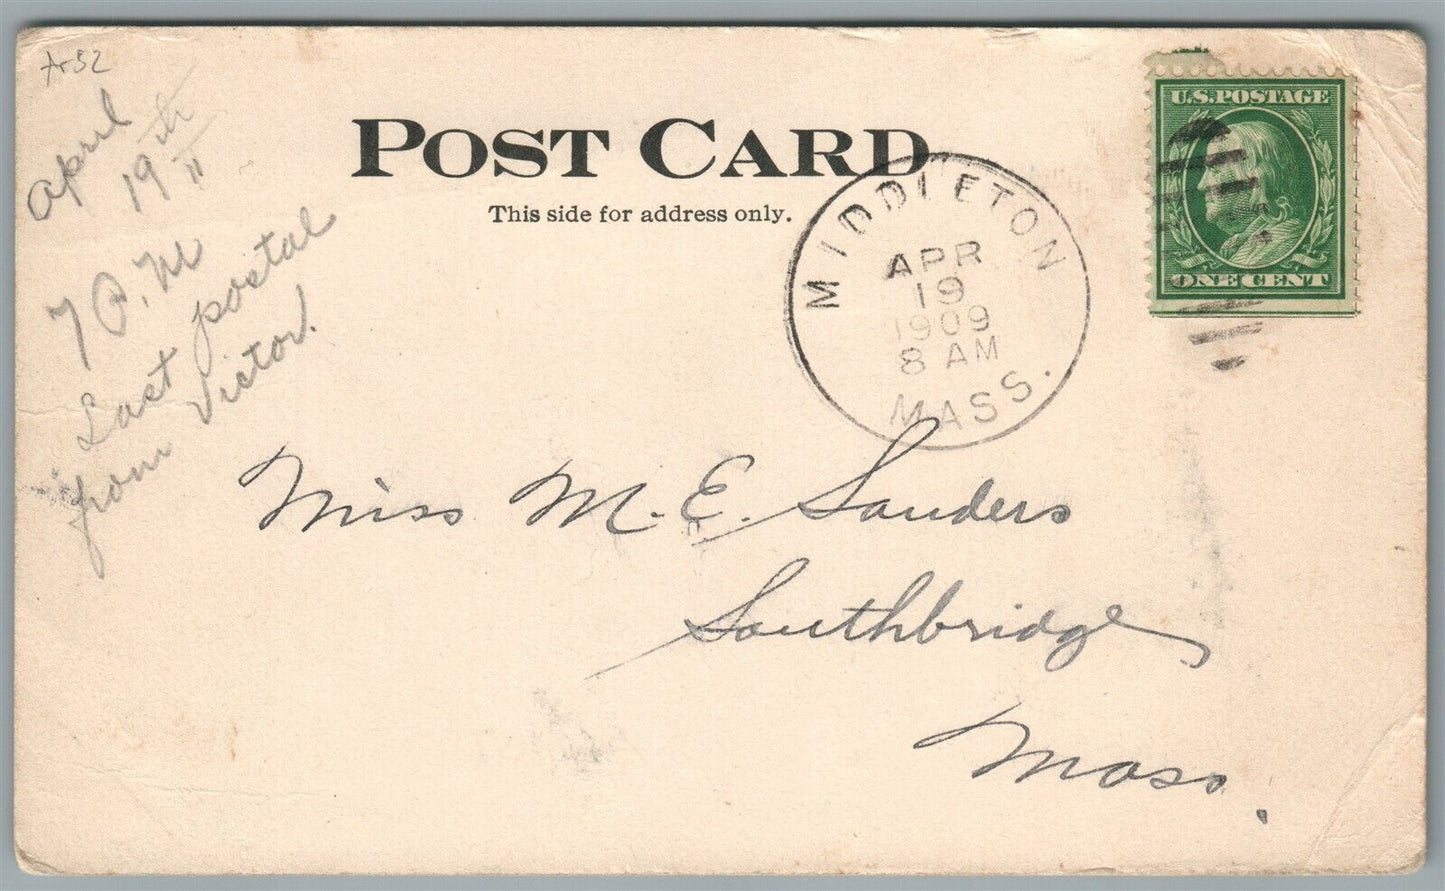 Ar52
April
19th
7 P.M
Last postal
from Victor.
POST CARD
This side for address only.
MIDDLETON
APR
19
1909
8 AM
MASS.
U.S.POSTAGE
ONE CENT
Miss M. E. Sanders
Southbridge
Mass.